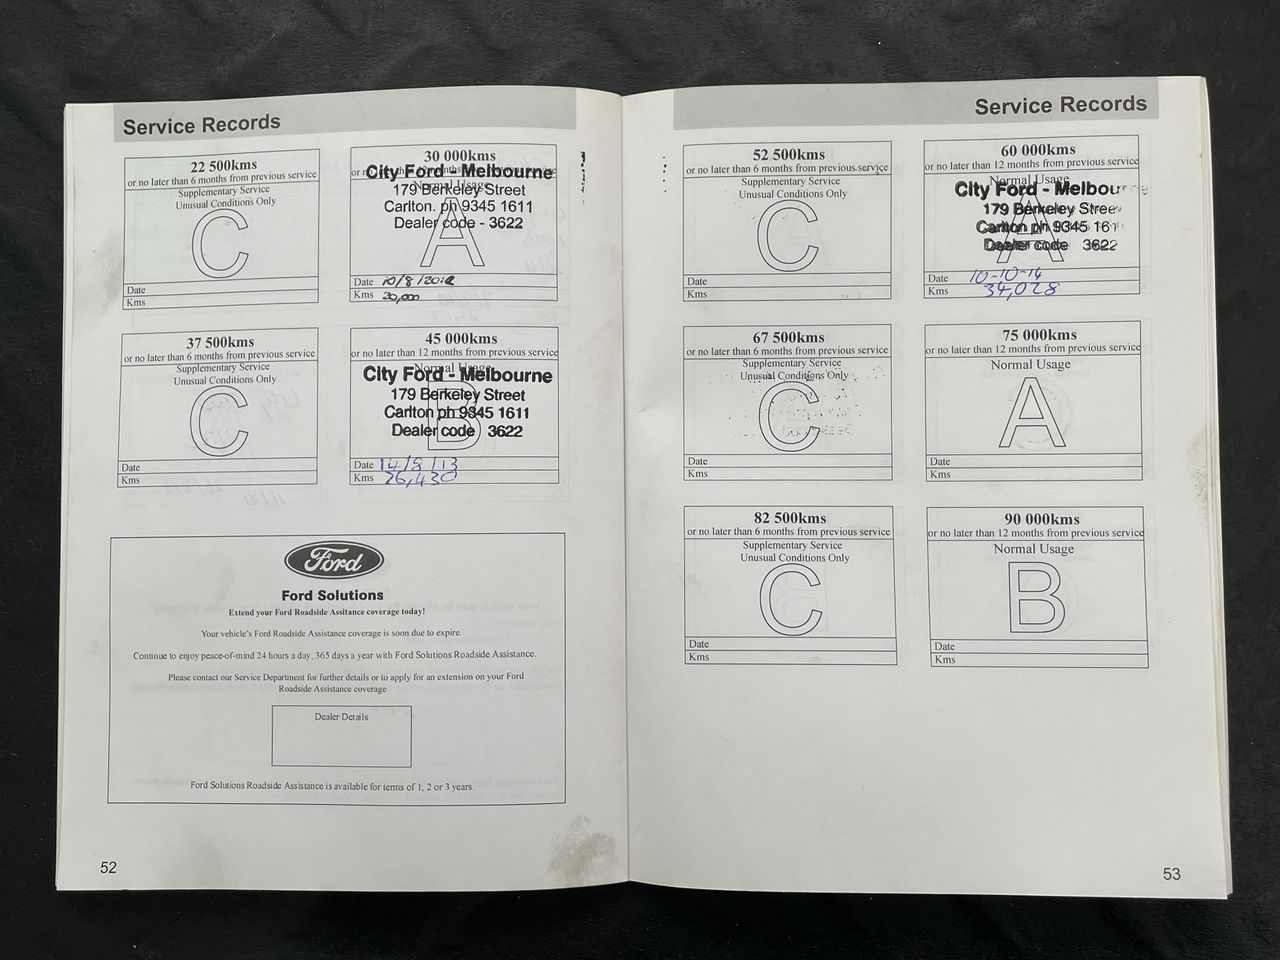 Service Records
22 500kms
or no later than 6 months from previous service
Supplementary Service
Unusual Conditions Only
C
Date
Kms
30 000kms
City Ford - Melbourne
Normal Usage
179 Berkeley Street
Carlton. ph 9345 1611
Dealer code - 3622
A
Date 10/8/2012
Kms 20,000
37 500kms
or no later than 6 months from previous service
Supplementary Service
Unusual Conditions Only
C
Date
Kms
45 000kms
or no later than 12 months from previous service
Normal Usage
City Ford - Melbourne
179 Berkeley Street
Carlton ph 9345 1611
Dealer code 3622
B
Date 14/8/13
Kms 26,430
Ford
Ford Solutions
Extend your Ford Roadside Assitance coverage today!
Your vehicle's Ford Roadside Assistance coverage is soon due to expire.
Continue to enjoy peace-of-mind 24 hours a day, 365 days a year with Ford Solutions Roadside Assistance.
Please contact our Service Department for further details or to apply for an extension on your Ford
Roadside Assistance coverage
Dealer Details
Ford Solutions Roadside Assistance is available for terms of 1, 2 or 3 years.
52
Service Records
52 500kms
or no later than 6 months from previous service
Supplementary Service
Unusual Conditions Only
C
Date
Kms
60 000kms
or no later than 12 months from previous service
Normal Usage
City Ford - Melbour
179 Berkeley Stree
Carlton ph 9345 161
Dealer code 3622
A
Date 10-10-14
Kms 34,028
67 500kms
or no later than 6 months from previous service
Supplementary Service
Unusual Conditions Only
C
Date
Kms
75 000kms
or no later than 12 months from previous service
Normal Usage
A
Date
Kms
82 500kms
or no later than 6 months from previous service
Supplementary Service
Unusual Conditions Only
C
Date
Kms
90 000kms
or no later than 12 months from previous service
Normal Usage
B
Date
Kms
53